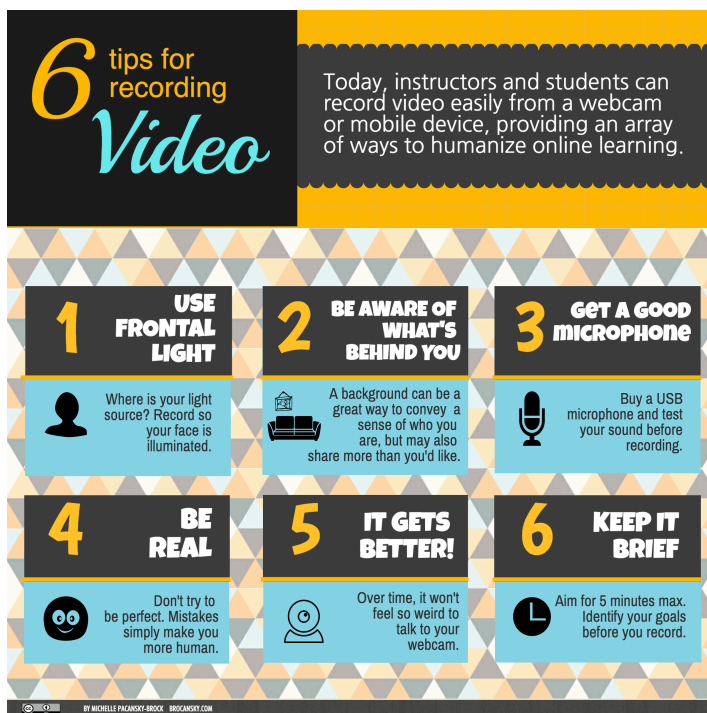 6
tips for
recording
Video
Today, instructors and students can
record video easily from a webcam
or mobile device, providing an array
of ways to humanize online learning.
1
USE
FRONTAL
LIGHT
Where is your light
source? Record so
your face is
illuminated.
2
BE AWARE OF
WHAT'S
BEHIND YOU
A background can be a
great way to convey a
sense of who you
are, but may also
share more than you'd like.
3
GET A GOOD
MICROPHONE
Buy a USB
microphone and test
your sound before
recording.
4
BE
REAL
Don't try to
be perfect. Mistakes
simply make you
more human.
5
IT GETS
BETTER!
Over time, it won't
feel so weird to
talk to your
webcam.
6
KEEP IT
BRIEF
Aim for 5 minutes max.
Identify your goals
before you record.
cc
BY MICHELLE PACANSKY-BROCK BROCANSKY.COM